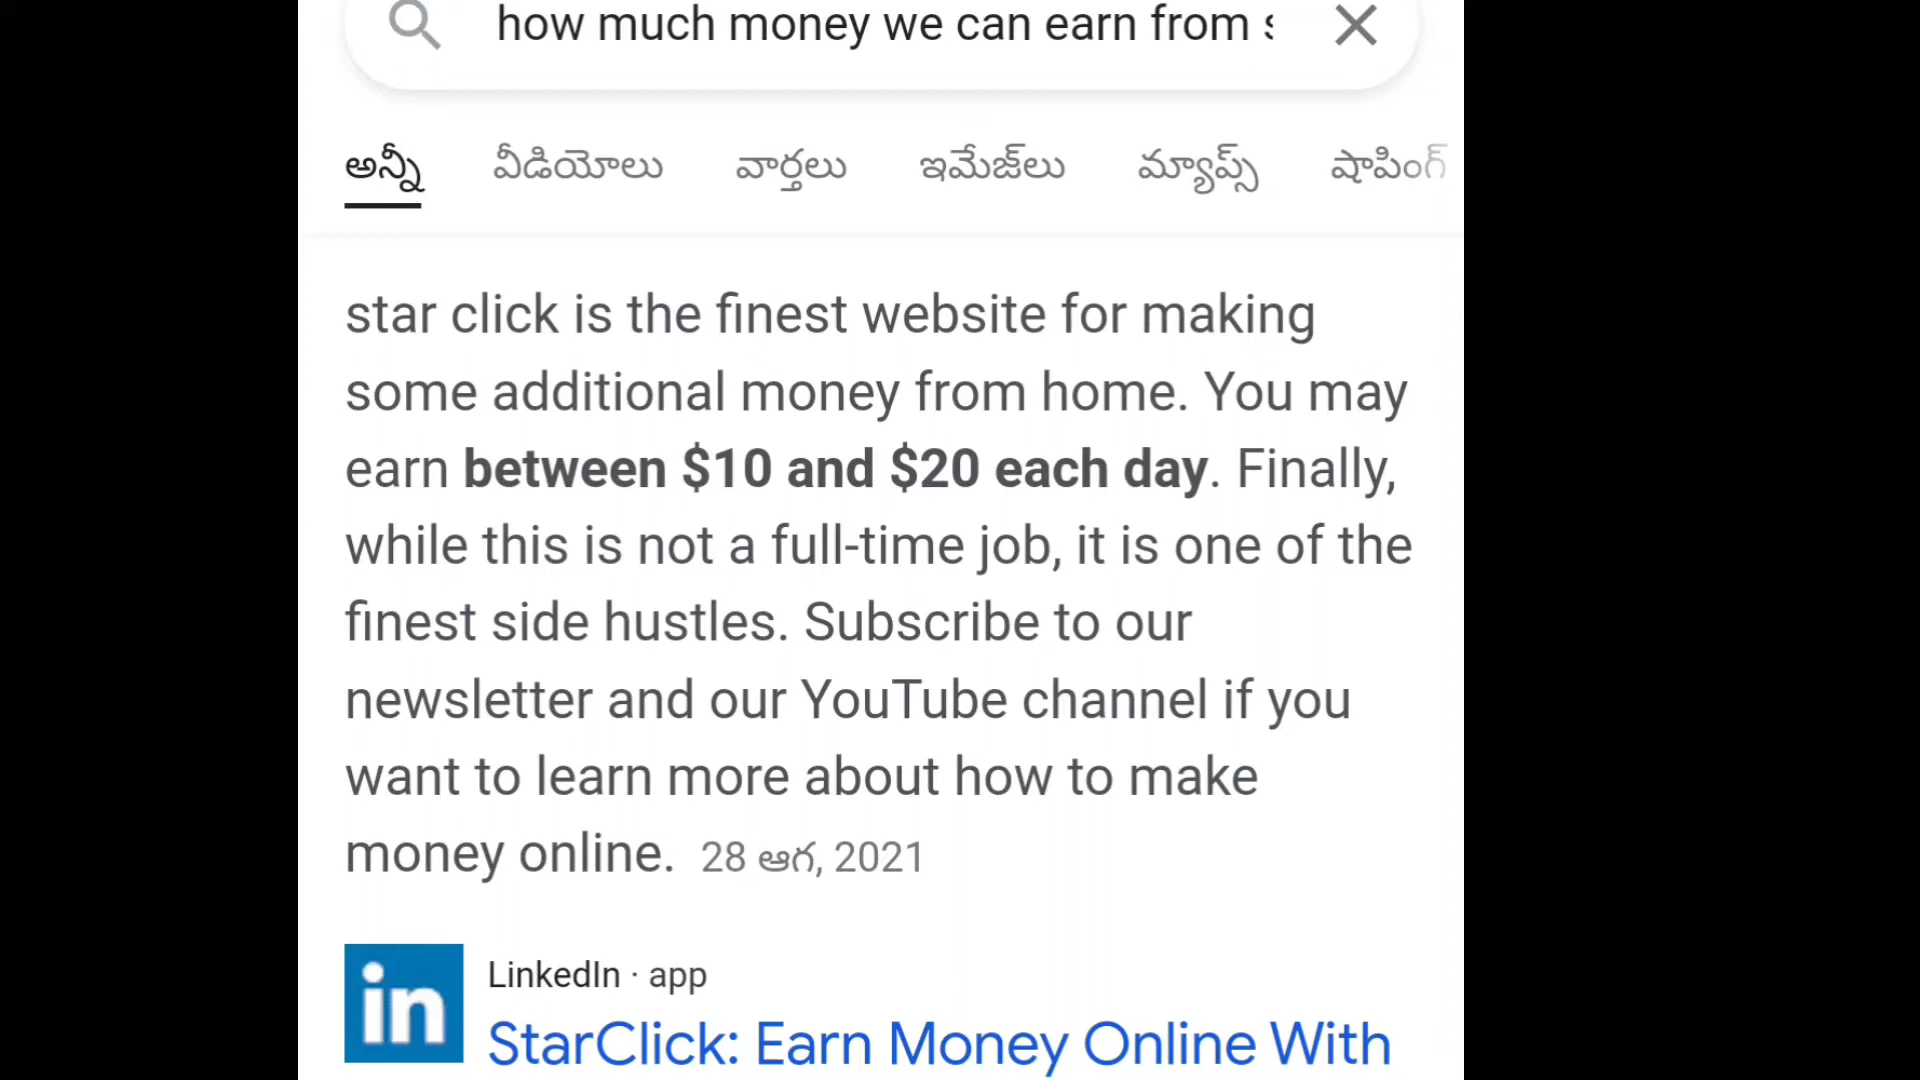 how much money we can earn from
అన్నీ వీడియోలు వార్తలు ఇమేజ్‌లు మ్యాప్స్ షాపింగ్
star click is the finest website for making
some additional money from home. You may
earn between $10 and $20 each day. Finally,
while this is not a full-time job, it is one of the
finest side hustles. Subscribe to our
newsletter and our YouTube channel if you
want to learn more about how to make
money online. 28 ఆగ, 2021
in
LinkedIn · app
StarClick: Earn Money Online With